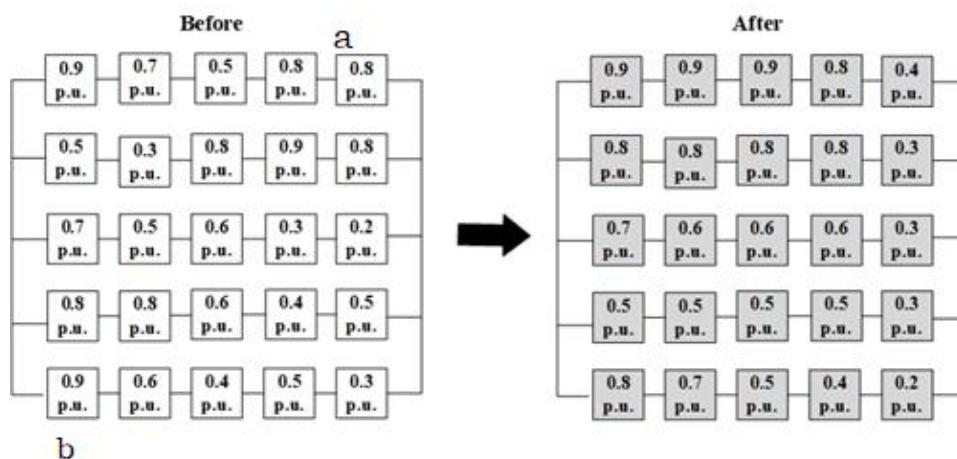 Before
a
0.9 0.7 0.5 0.8 0.8
p.u. p.u. p.u. p.u. p.u.
0.5 0.3 0.8 0.9 0.8
p.u. p.u. p.u. p.u. p.u.
0.7 0.5 0.6 0.3 0.2
p.u. p.u. p.u. p.u. p.u.
0.8 0.8 0.6 0.4 0.5
p.u. p.u. p.u. p.u. p.u.
0.9 0.6 0.4 0.5 0.3
p.u. p.u. p.u. p.u. p.u.
b
After
0.9 0.9 0.9 0.8 0.4
p.u. p.u. p.u. p.u. p.u.
0.8 0.8 0.8 0.8 0.3
p.u. p.u. p.u. p.u. p.u.
0.7 0.6 0.6 0.6 0.3
p.u. p.u. p.u. p.u. p.u.
0.5 0.5 0.5 0.5 0.3
p.u. p.u. p.u. p.u. p.u.
0.8 0.7 0.5 0.4 0.2
p.u. p.u. p.u. p.u. p.u.